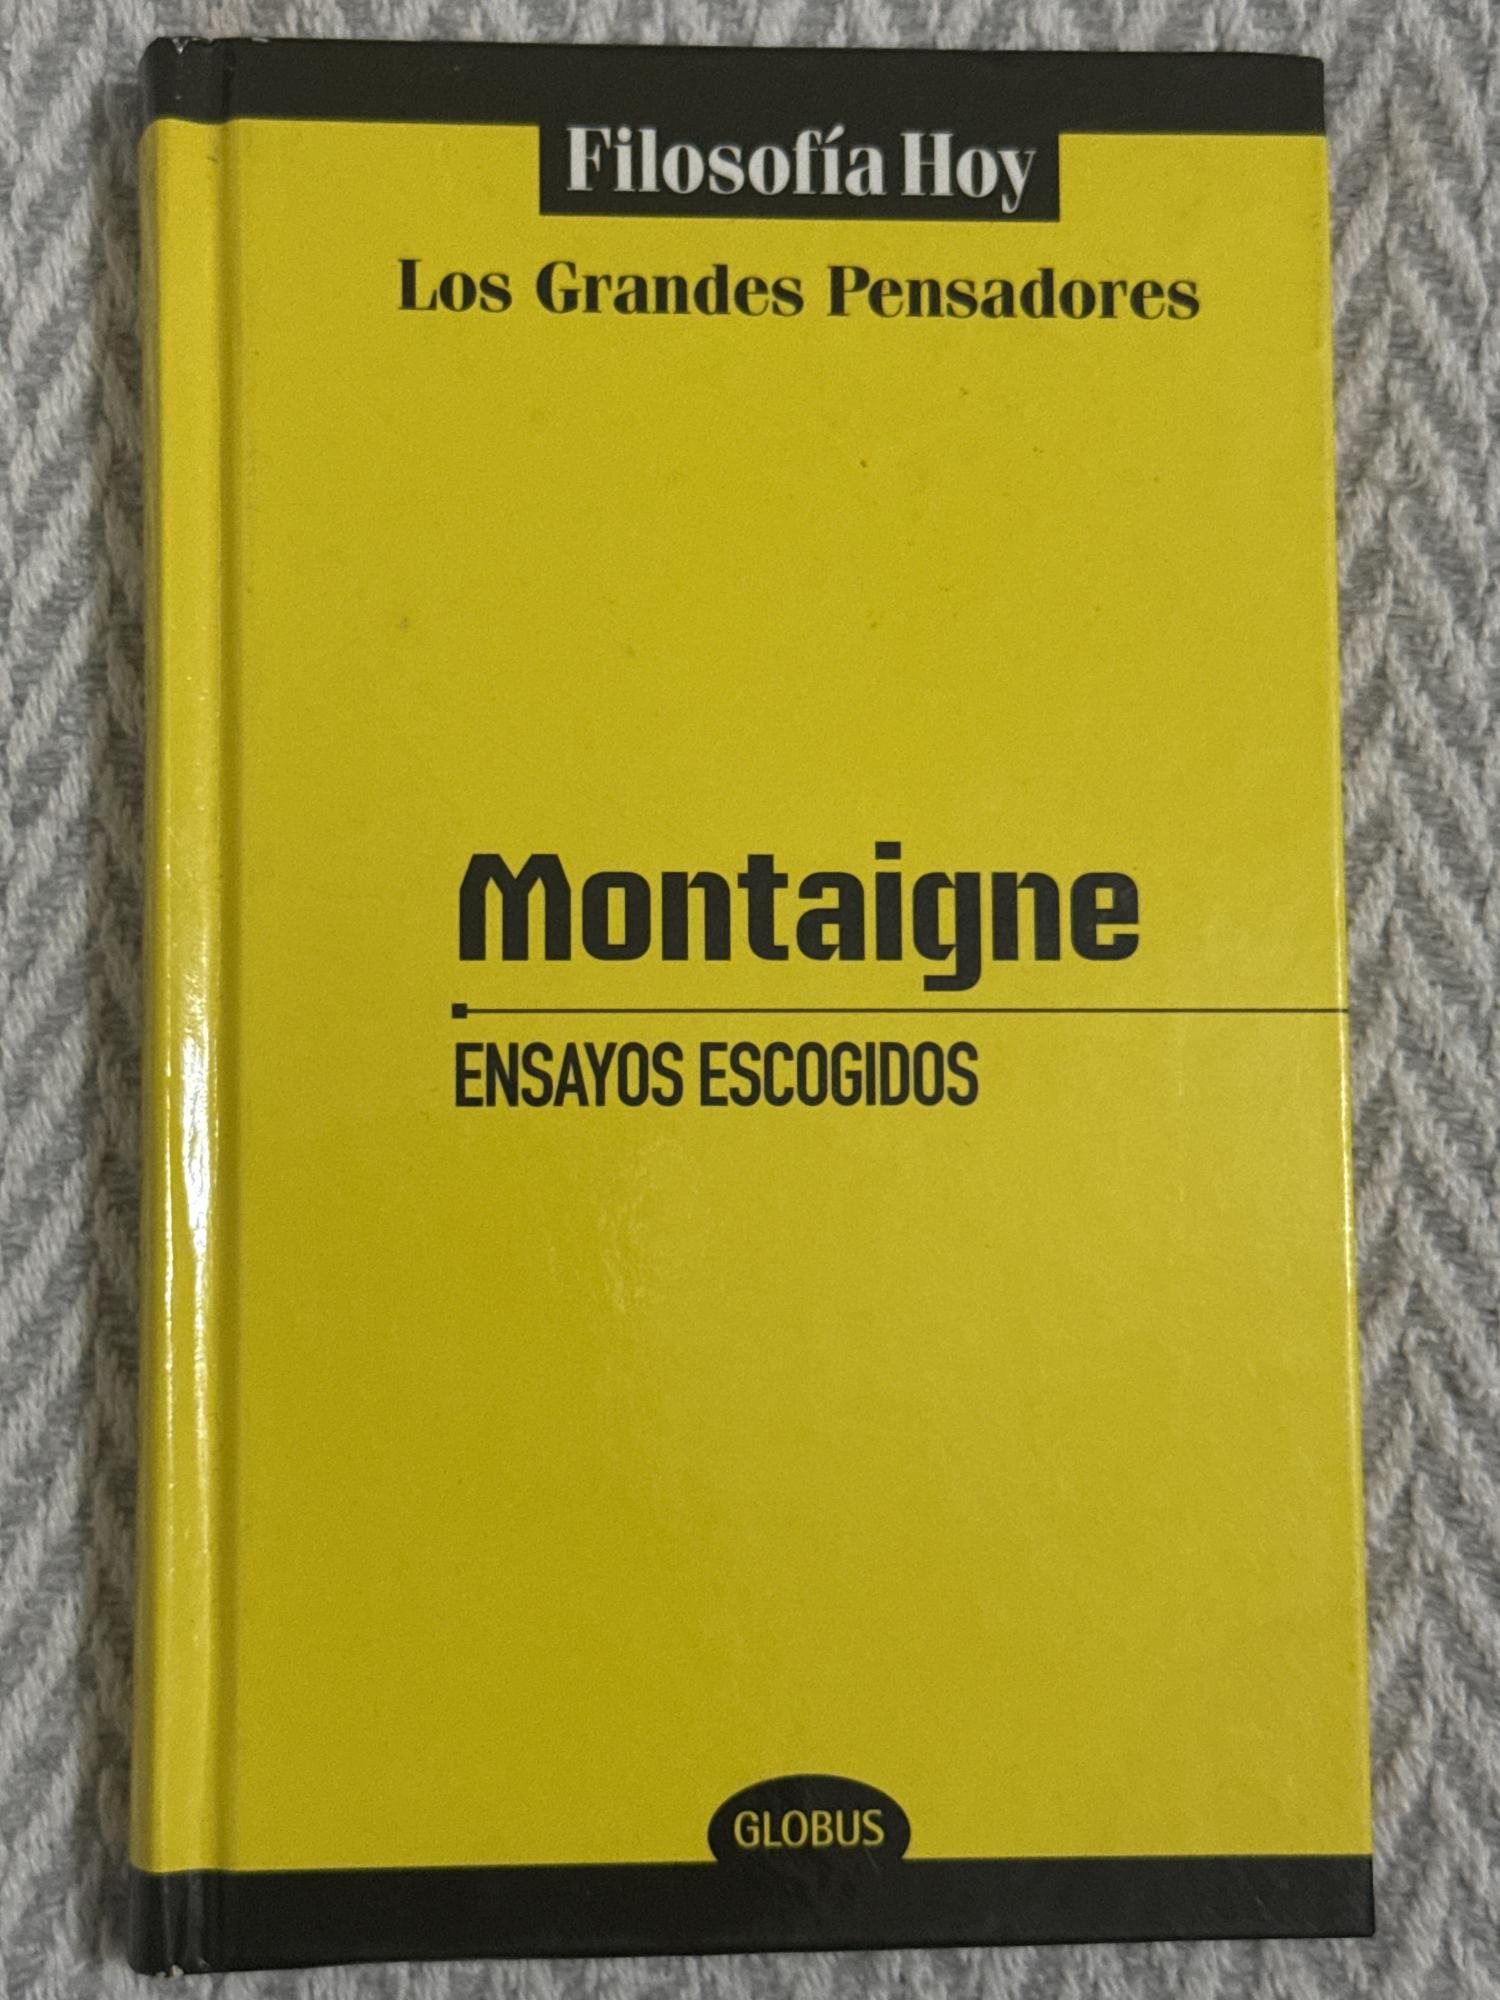 Filosofía Hoy
Los Grandes Pensadores
Montaigne
ENSAYOS ESCOGIDOS
GLOBUS